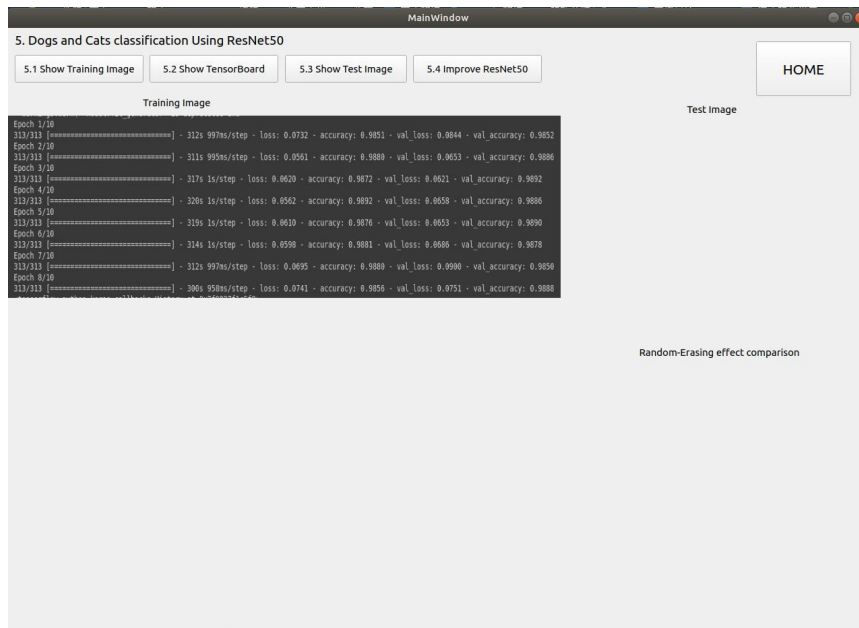 MainWindow
5. Dogs and Cats classification Using ResNet50
5.1 Show Training Image
5.2 Show TensorBoard
5.3 Show Test Image
5.4 Improve ResNet50
HOME
Training Image
Test Image
Epoch 1/10
313/313 [==============================] - 312s 997ms/step - loss: 0.0732 - accuracy: 0.9851 - val_loss: 0.0844 - val_accuracy: 0.9852
Epoch 2/10
313/313 [==============================] - 311s 995ms/step - loss: 0.0561 - accuracy: 0.9880 - val_loss: 0.0653 - val_accuracy: 0.9886
Epoch 3/10
313/313 [==============================] - 317s 1s/step - loss: 0.0620 - accuracy: 0.9872 - val_loss: 0.0621 - val_accuracy: 0.9892
Epoch 4/10
313/313 [==============================] - 320s 1s/step - loss: 0.0562 - accuracy: 0.9892 - val_loss: 0.0658 - val_accuracy: 0.9886
Epoch 5/10
313/313 [==============================] - 319s 1s/step - loss: 0.0610 - accuracy: 0.9876 - val_loss: 0.0653 - val_accuracy: 0.9890
Epoch 6/10
313/313 [==============================] - 314s 1s/step - loss: 0.0598 - accuracy: 0.9881 - val_loss: 0.0686 - val_accuracy: 0.9878
Epoch 7/10
313/313 [==============================] - 312s 997ms/step - loss: 0.0695 - accuracy: 0.9880 - val_loss: 0.0900 - val_accuracy: 0.9850
Epoch 8/10
313/313 [==============================] - 300s 958ms/step - loss: 0.0741 - accuracy: 0.9856 - val_loss: 0.0751 - val_accuracy: 0.9888
Random-Erasing effect comparison